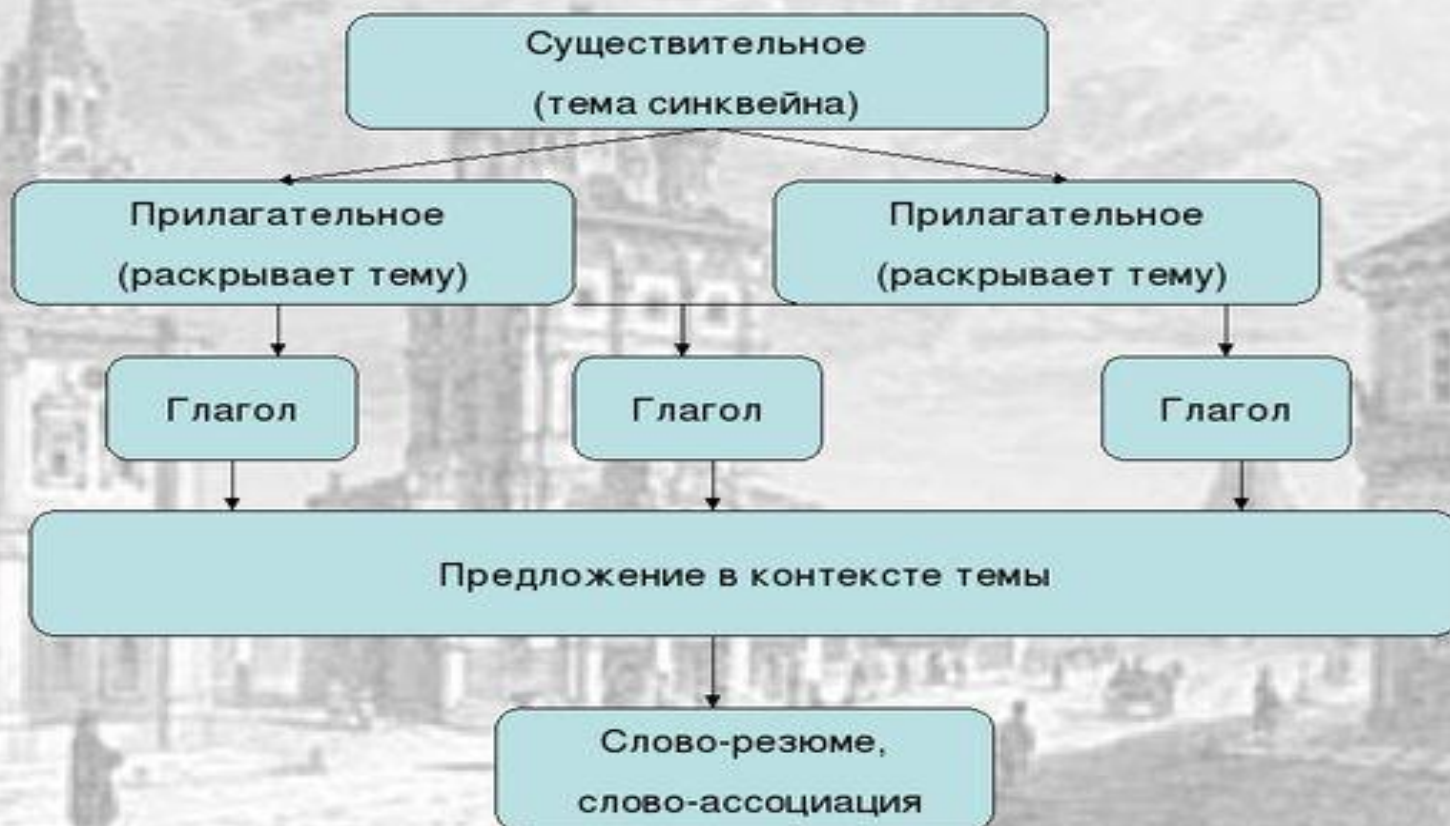 Существительное
(тема синквейна)
Прилагательное
(раскрывает тему)
Прилагательное
(раскрывает тему)
Глагол
Глагол
Глагол
Предложение в контексте темы
Слово-резюме,
слово-ассоциация